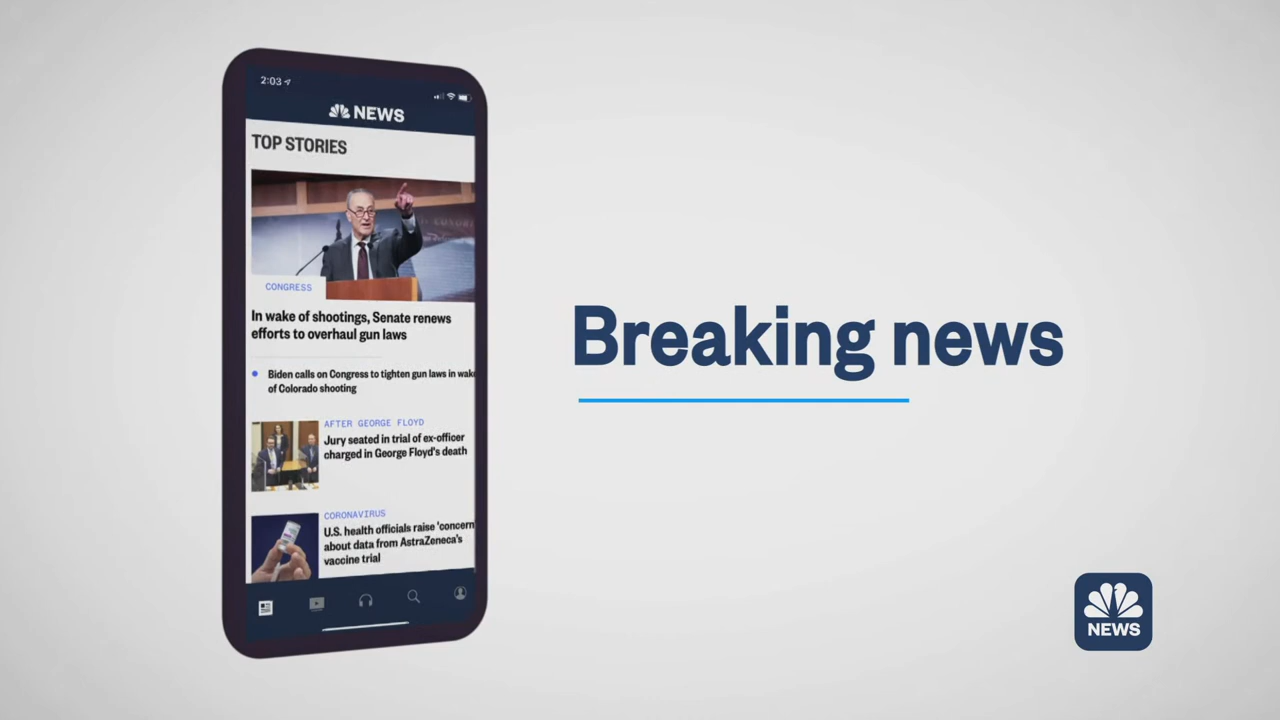 2:03
NEWS
TOP STORIES
CONGRESS
In wake of shootings, Senate renews
efforts to overhaul gun laws
Biden calls on Congress to tighten gun laws in wake
of Colorado shooting
AFTER GEORGE FLOYD
Jury seated in trial of ex-officer
charged in George Floyd's death
CORONAVIRUS
U.S. health officials raise 'concern
about data from AstraZeneca's
vaccine trial
Breaking news
NEWS